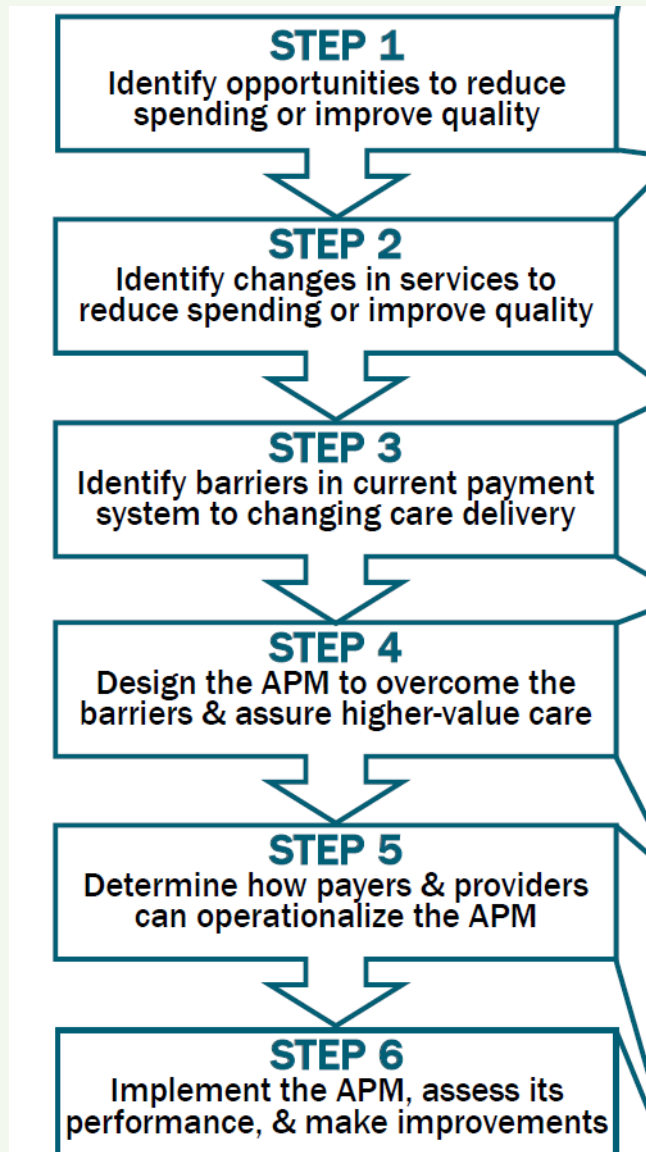 STEP 1
Identify opportunities to reduce
spending or improve quality
STEP 2
Identify changes in services to
reduce spending or improve quality
STEP 3
Identify barriers in current payment
system to changing care delivery
STEP 4
Design the APM to overcome the
barriers & assure higher-value care
STEP 5
Determine how payers & providers
can operationalize the APM
STEP 6
Implement the APM, assess its
performance, & make improvements